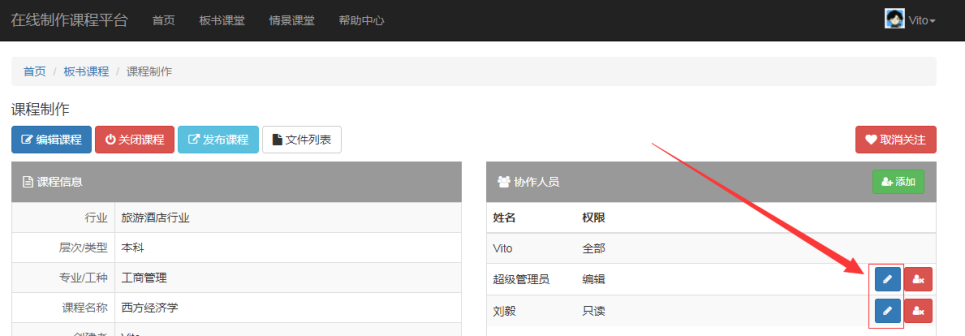 在线制作课程平台 首页 板书课堂 情景课堂 帮助中心 Vito
首页 / 板书课程 / 课程制作
课程制作
编辑课程 关闭课程 发布课程 文件列表 取消关注
课程信息
行业 旅游酒店行业
层次/类型 本科
专业/工种 工商管理
课程名称 西方经济学
协作人员 添加
姓名 权限
Vito 全部
超级管理员 编辑
刘毅 只读